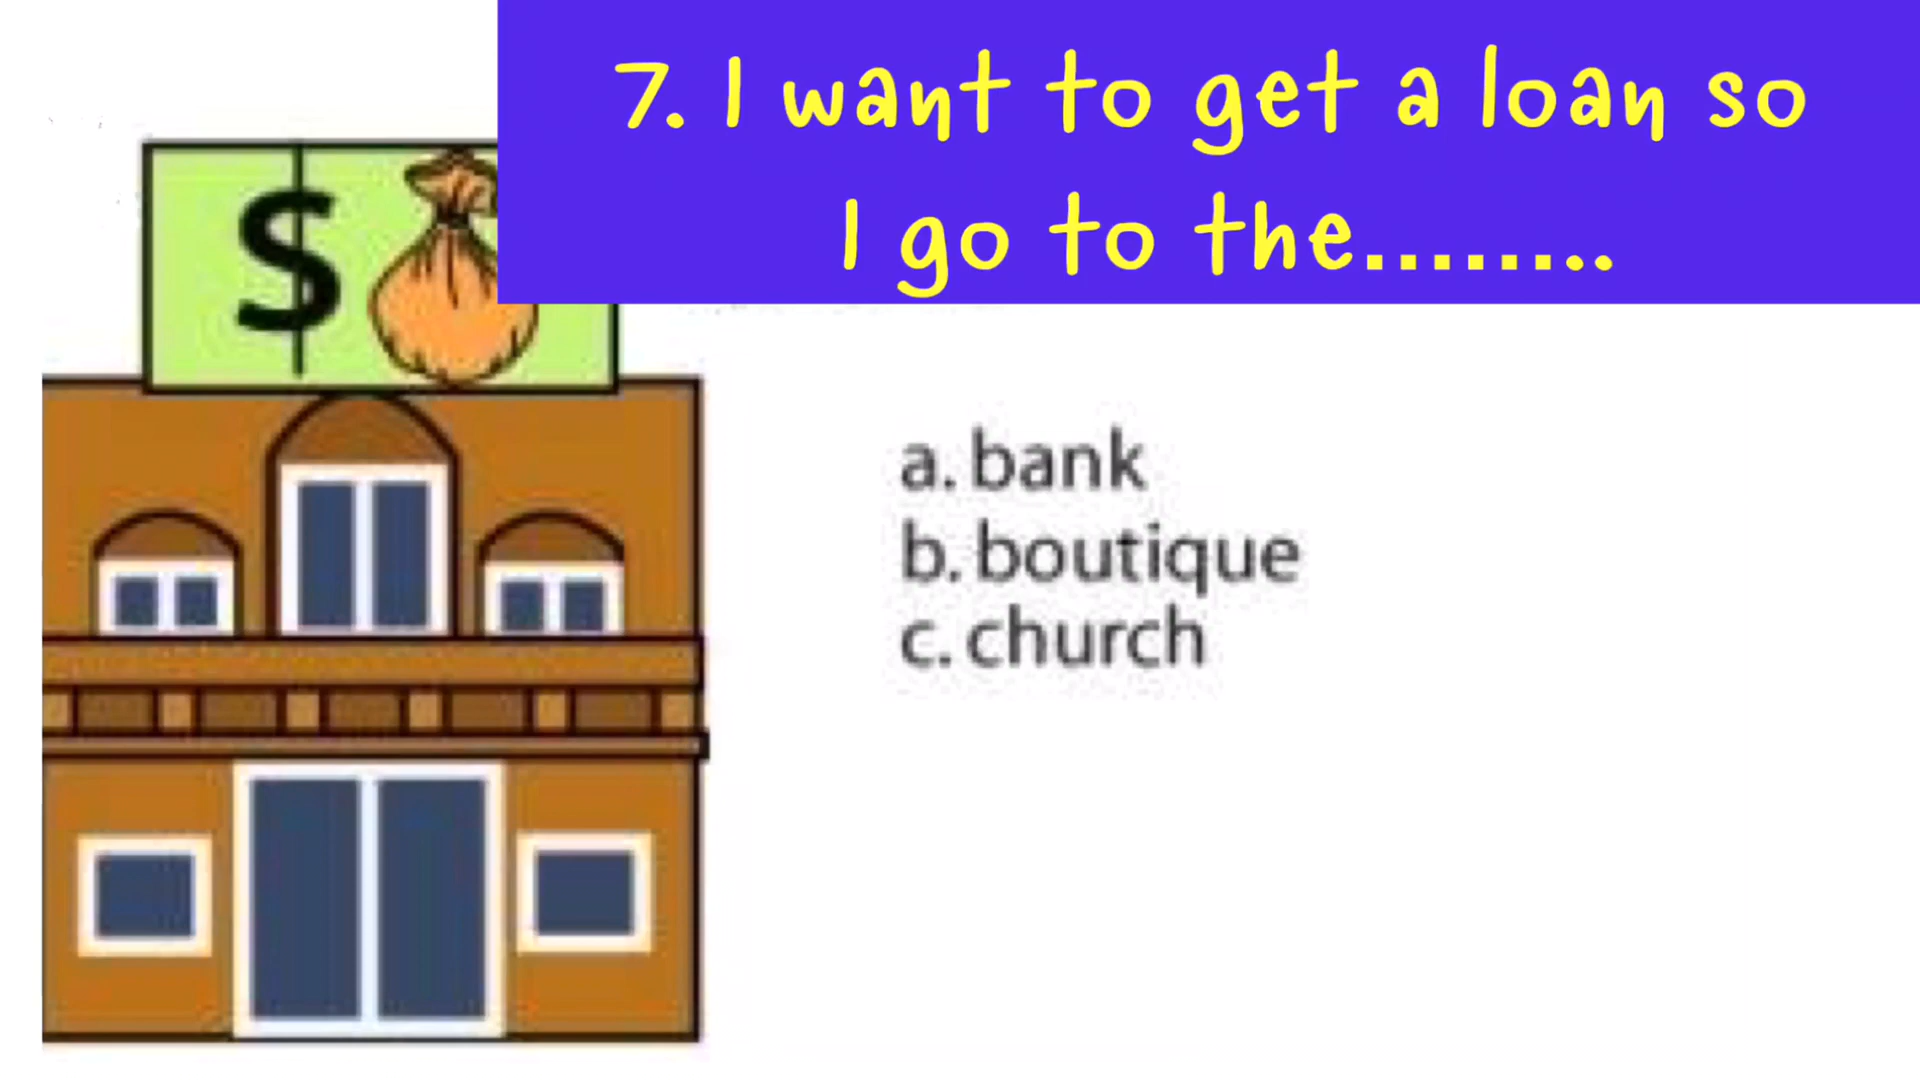 7. I want to get a loan so
I go to the........
$
a. bank
b. boutique
c. church